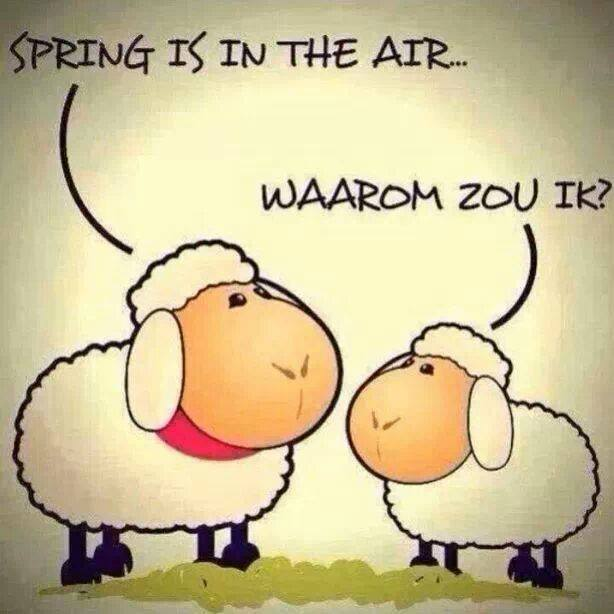 SPRING IS IN THE AIR...
WAAROM ZOU IK?